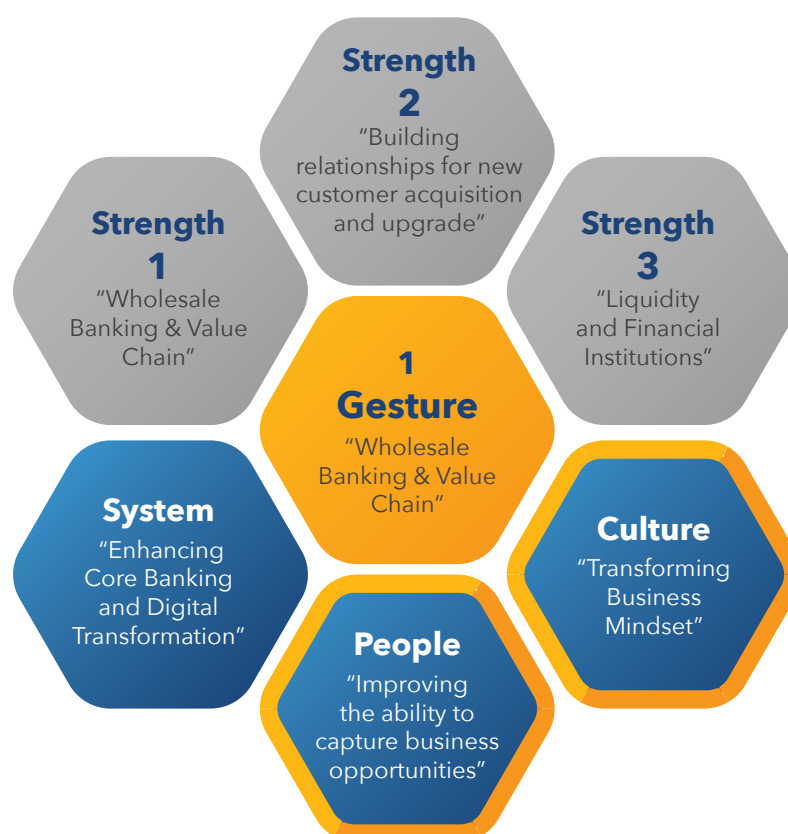 Strength
2
“Building
relationships for new
customer acquisition
and upgrade”
Strength
1
“Wholesale
Banking & Value
Chain”
Strength
3
“Liquidity
and Financial
Institutions”
1
Gesture
“Wholesale
Banking & Value
Chain”
System
“Enhancing
Core Banking
and Digital
Transformation”
Culture
“Transforming
Business
Mindset”
People
“Improving
the ability to
capture business
opportunities”